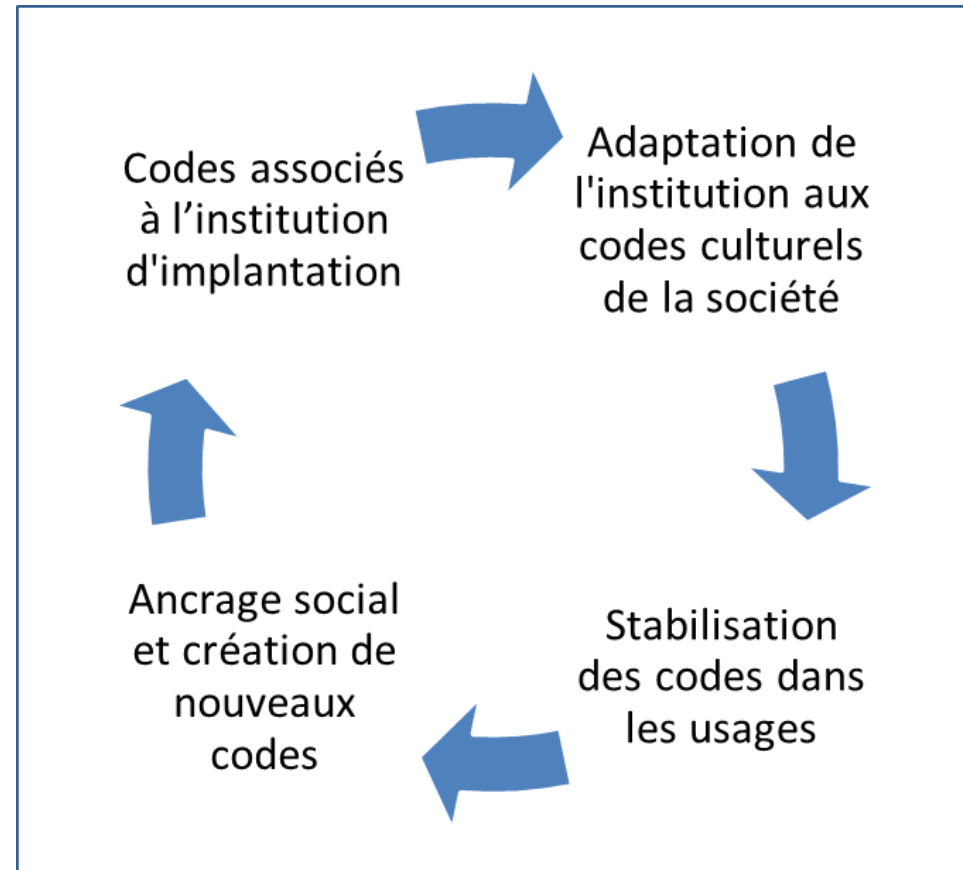 Codes associés
à l’institution
d'implantation
Adaptation de
l'institution aux
codes culturels
de la société
Stabilisation
des codes dans
les usages
Ancrage social
et création de
nouveaux
codes